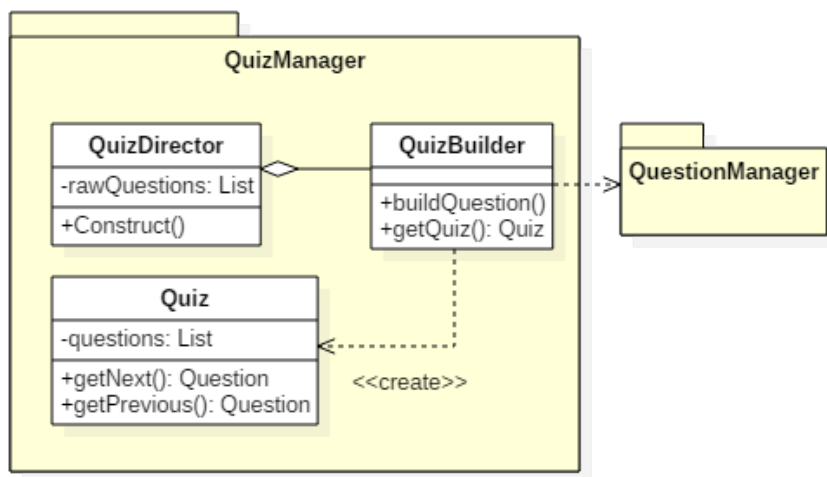 QuizManager
QuizDirector
-rawQuestions: List
+Construct()
QuizBuilder
+buildQuestion()
+getQuiz(): Quiz
QuestionManager
Quiz
-questions: List
+getNext(): Question
+getPrevious(): Question
<<create>>